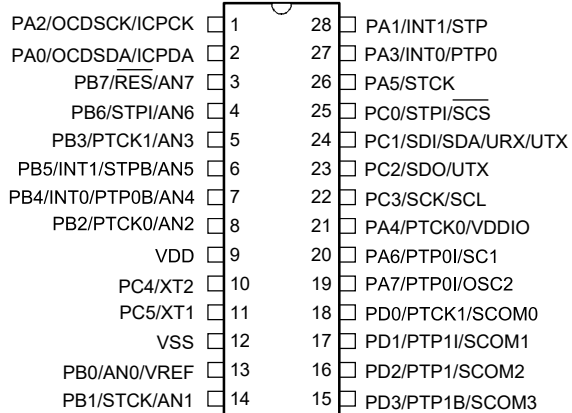 PA2/OCDSCK/ICPCK 1 28 PA1/INT1/STP
PA0/OCDSDA/ICPDA 2 27 PA3/INT0/PTP0
PB7/RES/AN7 3 26 PA5/STCK
PB6/STPI/AN6 4 25 PC0/STPI/SCS
PB3/PTCK1/AN3 5 24 PC1/SDI/SDA/URX/UTX
PB5/INT1/STPB/AN5 6 23 PC2/SDO/UTX
PB4/INT0/PTP0B/AN4 7 22 PC3/SCK/SCL
PB2/PTCK0/AN2 8 21 PA4/PTCK0/VDDIO
VDD 9 20 PA6/PTP0I/SC1
PC4/XT2 10 19 PA7/PTP0I/OSC2
PC5/XT1 11 18 PD0/PTCK1/SCOM0
VSS 12 17 PD1/PTP1I/SCOM1
PB0/AN0/VREF 13 16 PD2/PTP1/SCOM2
PB1/STCK/AN1 14 15 PD3/PTP1B/SCOM3